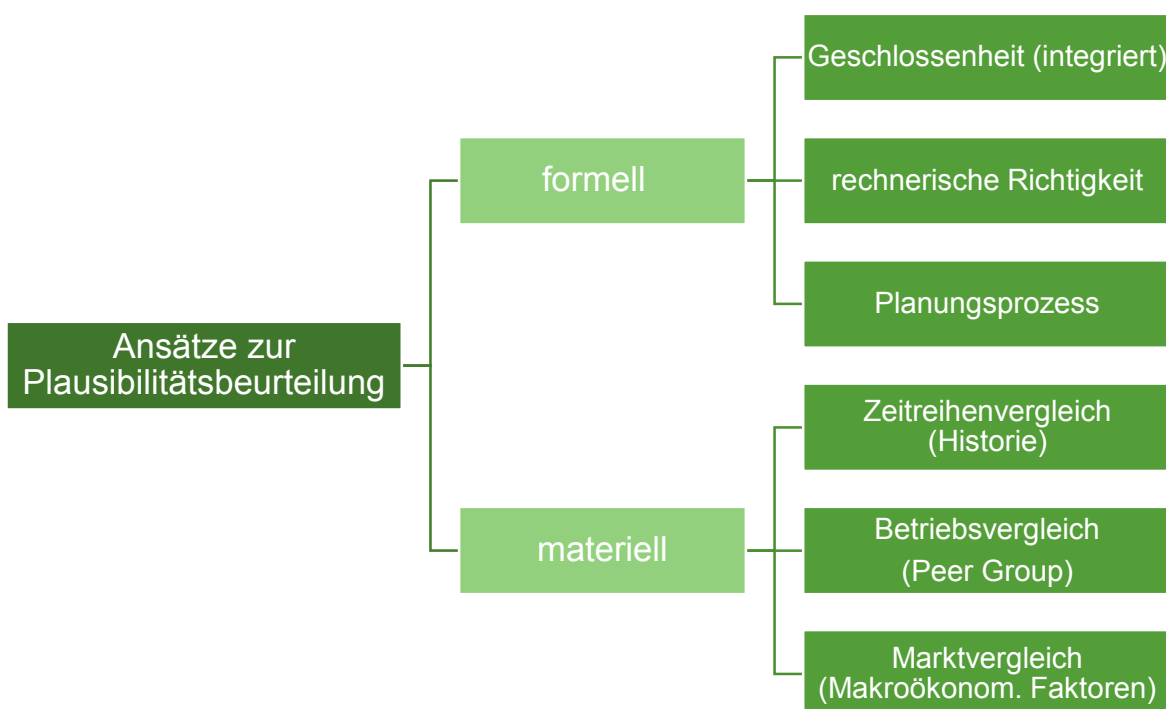 Ansätze zur
Plausibilitätsbeurteilung
formell
Geschlossenheit (integriert)
rechnerische Richtigkeit
Planungsprozess
materiell
Zeitreihenvergleich
(Historie)
Betriebsvergleich
(Peer Group)
Marktvergleich
(Makroökonom. Faktoren)